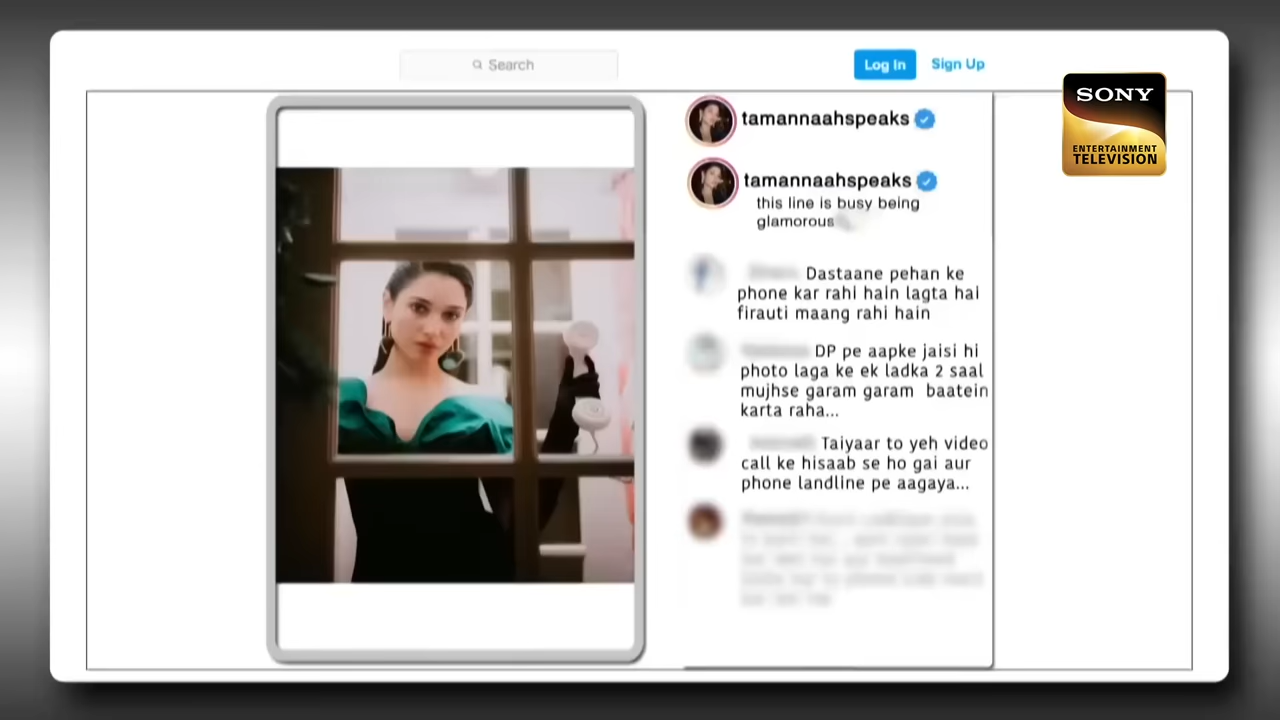 Search
Log In
Sign Up
SONY
ENTERTAINMENT
TELEVISION
tamannaahspeaks
tamannaahspeaks
this line is busy being
glamorous
Dastaane pehan ke
phone kar rahi hain lagta hai
firauti maang rahi hain
DP pe aapke jaisi hi
photo laga ke ek ladka 2 saal
mujhse garam garam baatein
karta raha...
Taiyaar to yeh video
call ke hisaab se ho gai aur
phone landline pe aagaya...